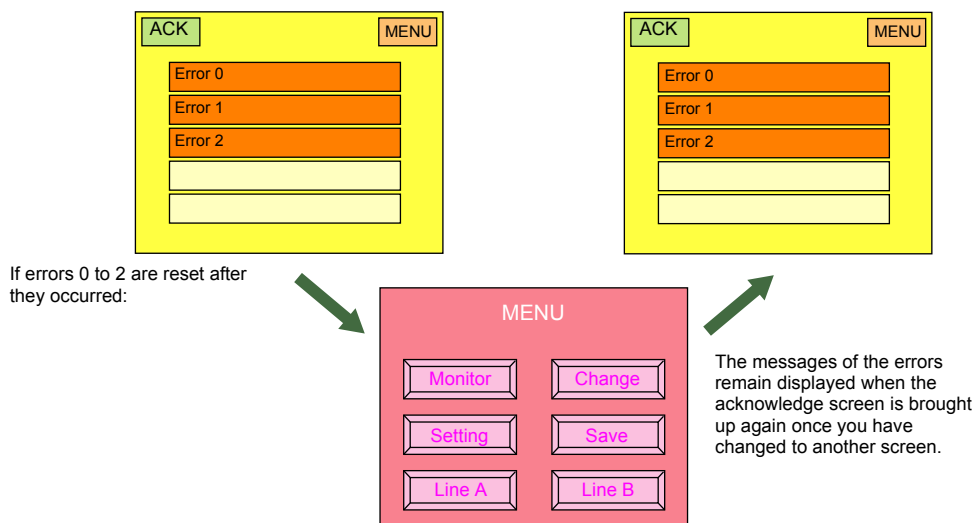 ACK
MENU
Error 0
Error 1
Error 2
ACK
MENU
Error 0
Error 1
Error 2
If errors 0 to 2 are reset after
they occurred:
MENU
Monitor
Change
Setting
Save
Line A
Line B
The messages of the errors
remain displayed when the
acknowledge screen is brought
up again once you have
changed to another screen.